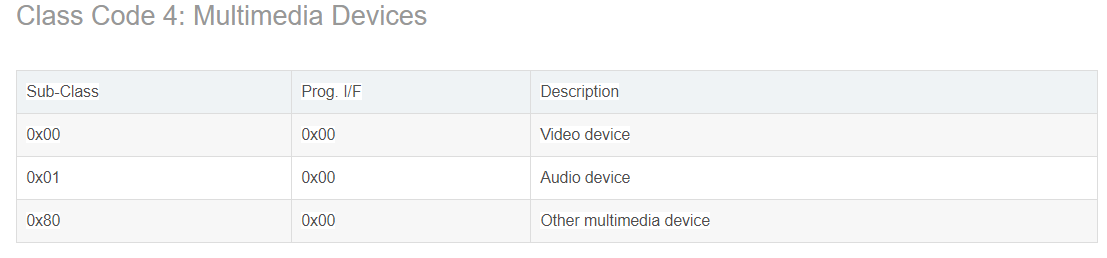 Class Code 4: Multimedia Devices
Sub-Class Prog. I/F Description
0x00 0x00 Video device
0x01 0x00 Audio device
0x80 0x00 Other multimedia device